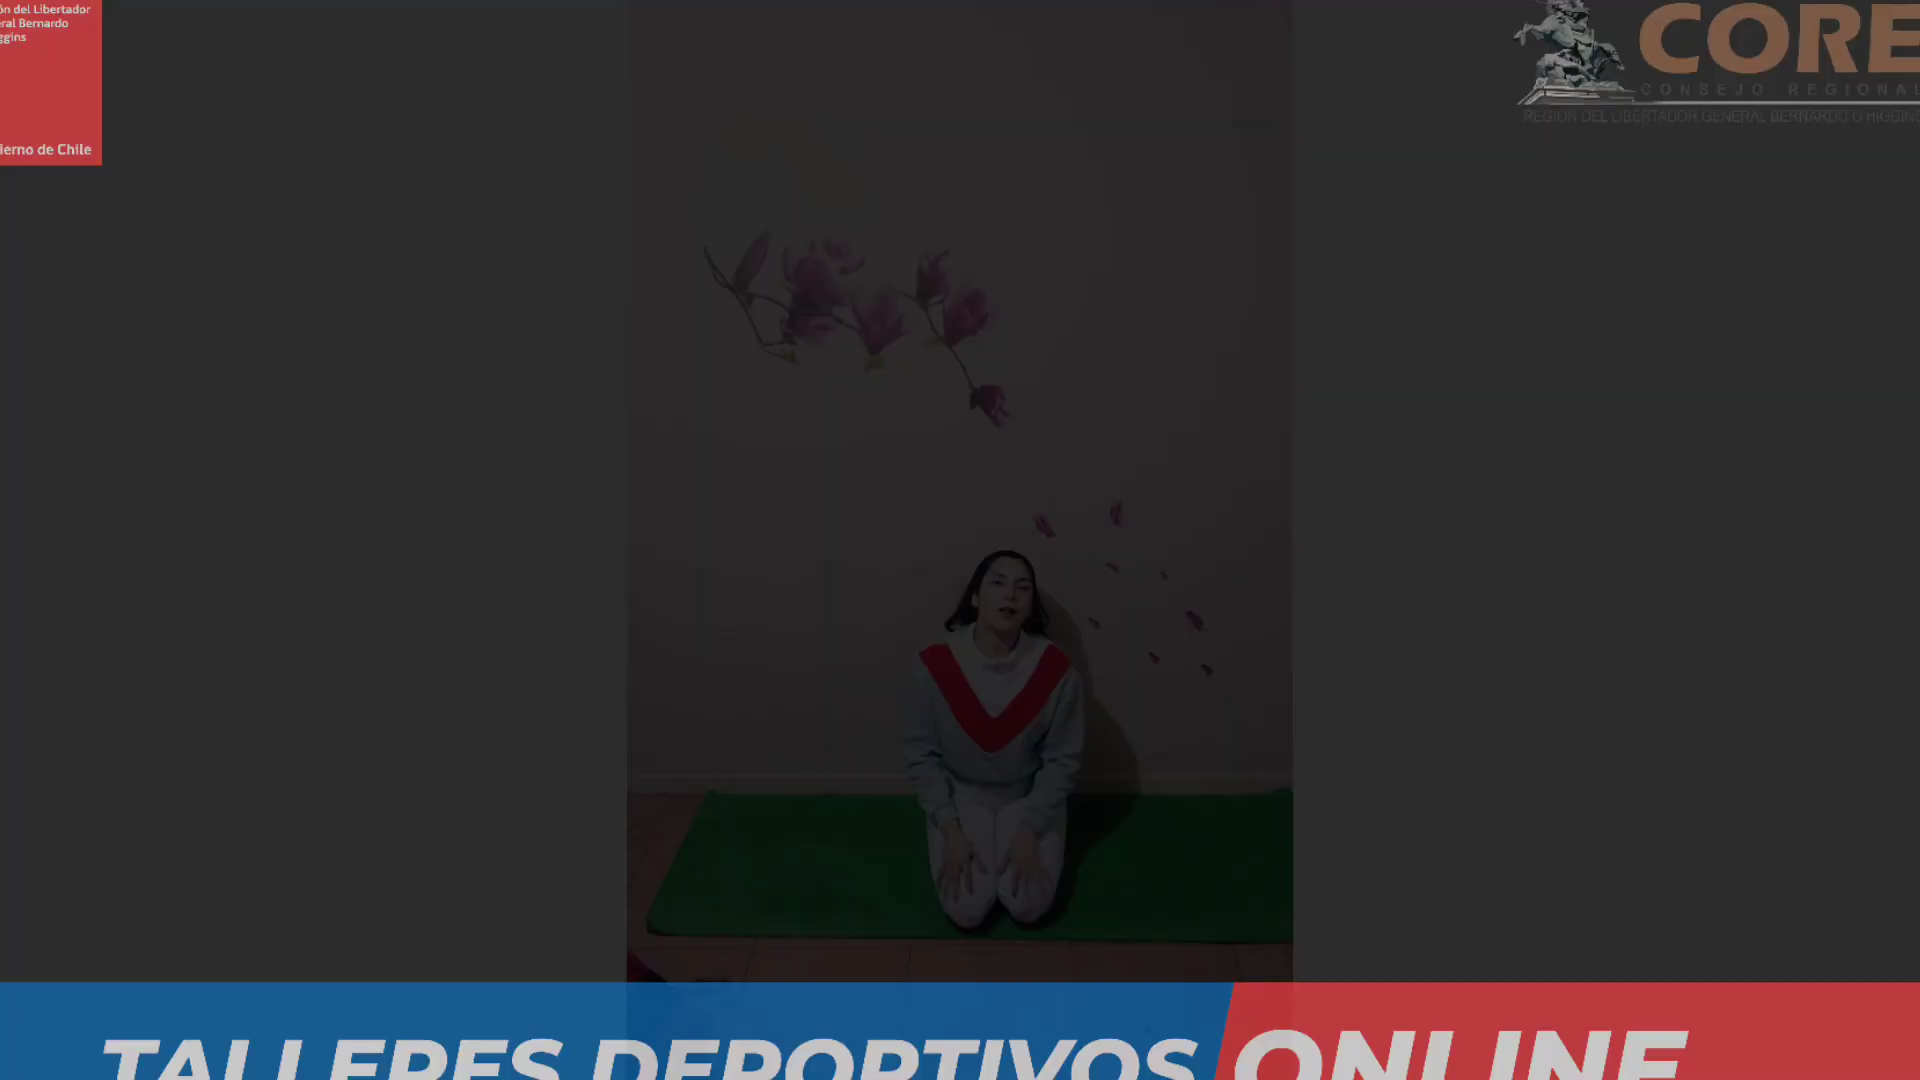 ón del Libertador
eral Bernardo
ggins
ierno de Chile
CORE
CONSEJO REGIONAL
REGION DEL LIBERTADOR GENERAL BERNARDO O HIGGINS
TALLERES DEPORTIVOS ONLINE